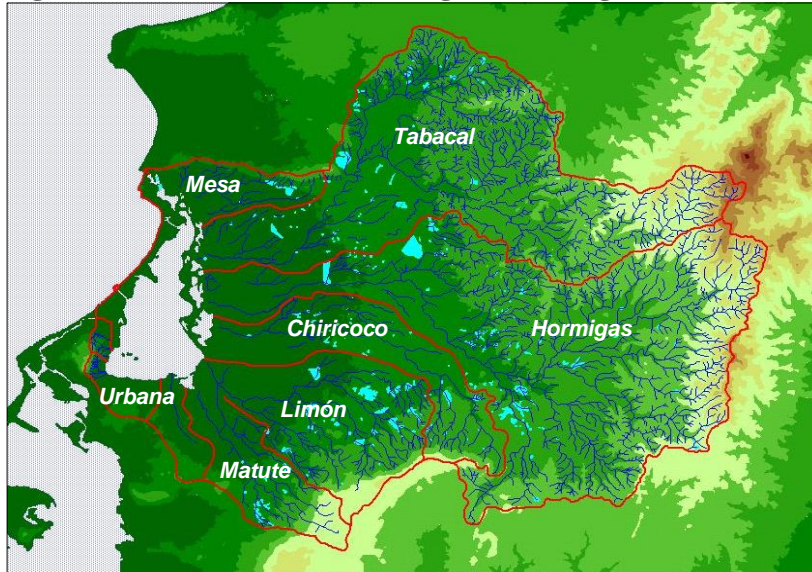 Tabacal
Mesa
Chiricoco
Hormigas
Urbana
Limón
Matute